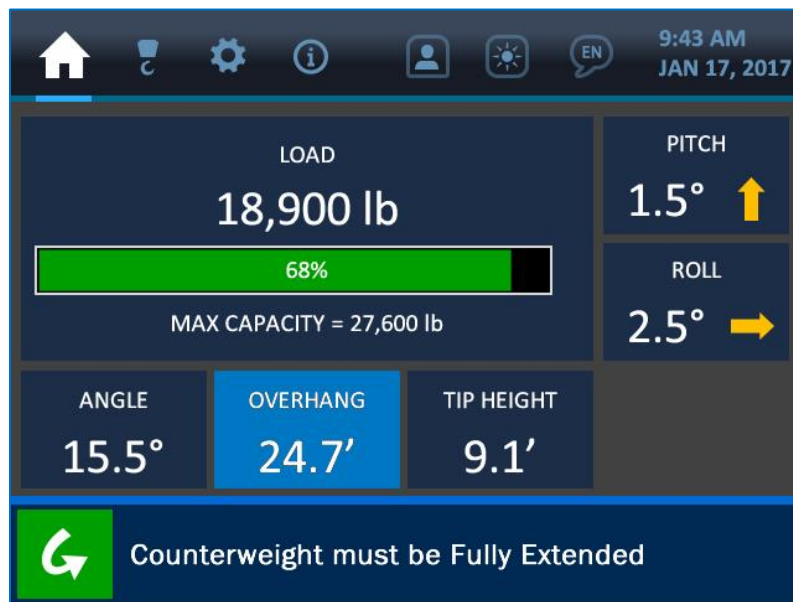 EN
9:43 AM
JAN 17, 2017
LOAD
18,900 lb
68%
MAX CAPACITY = 27,600 lb
PITCH
1.5°
ROLL
2.5°
ANGLE
15.5°
OVERHANG
24.7’
TIP HEIGHT
9.1’
Counterweight must be Fully Extended